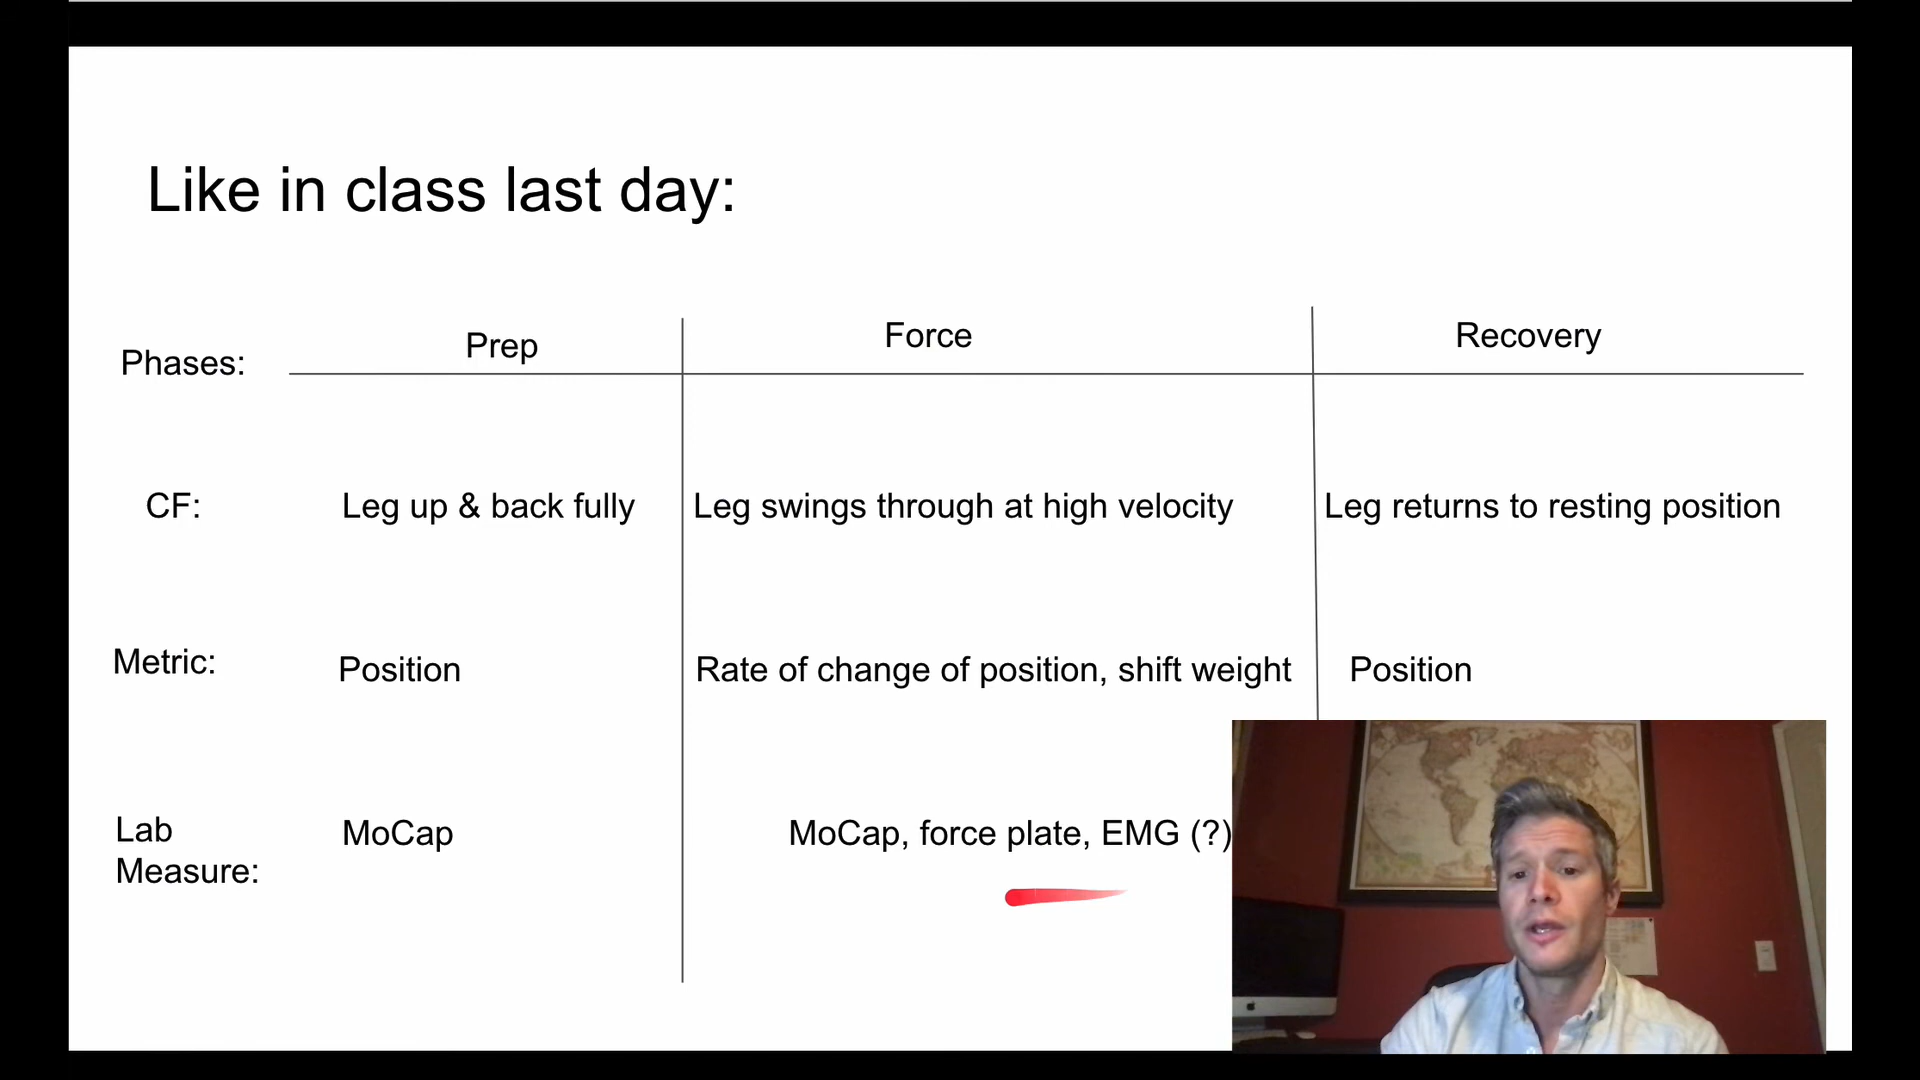 Like in class last day:
Phases: Prep Force Recovery
CF: Leg up & back fully Leg swings through at high velocity Leg returns to resting position
Metric: Position Rate of change of position, shift weight Position
Lab Measure: MoCap MoCap, force plate, EMG (?)